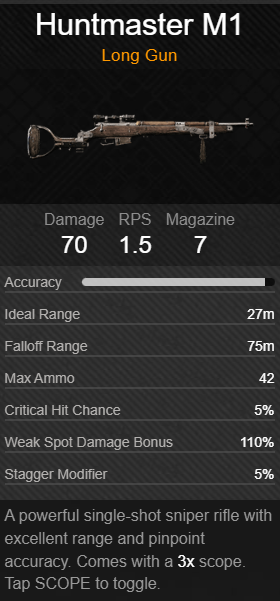 Huntmaster M1
Long Gun
Damage RPS Magazine
70 1.5 7
Accuracy
Ideal Range 27m
Falloff Range 75m
Max Ammo 42
Critical Hit Chance 5%
Weak Spot Damage Bonus 110%
Stagger Modifier 5%
A powerful single-shot sniper rifle with
excellent range and pinpoint
accuracy. Comes with a 3x scope.
Tap SCOPE to toggle.